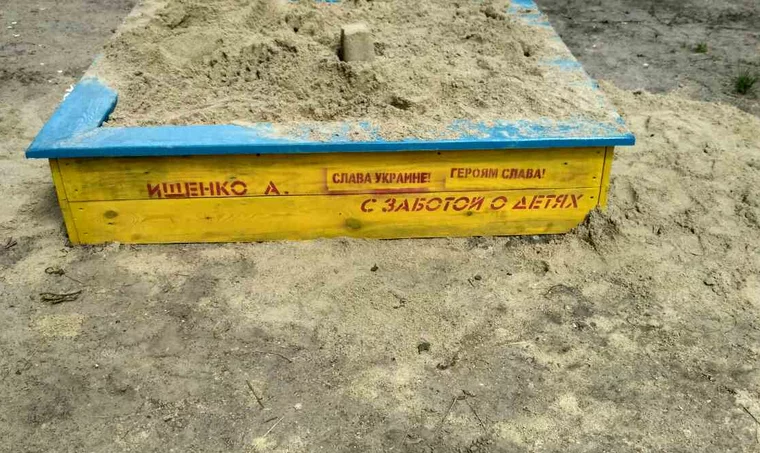 СЛАВА УКРАИНЕ! ГЕРОЯМ СЛАВА!
ИЩЕНКО А.
С ЗАБОТОЙ О ДЕТЯХ